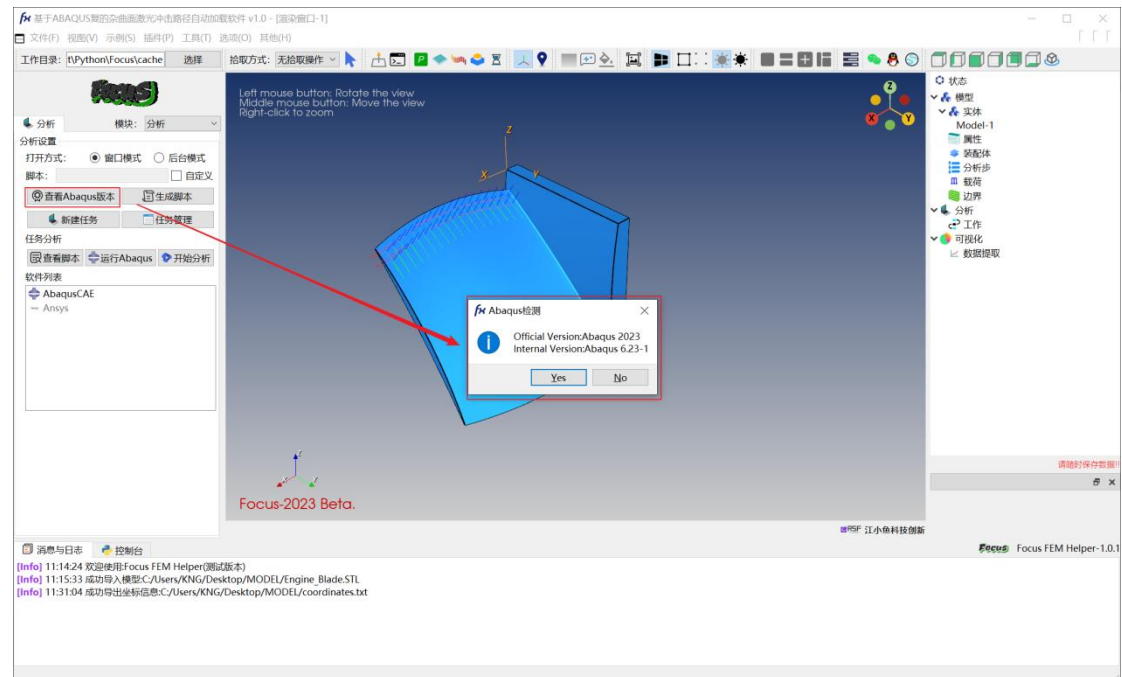 基于ABAQUS的复杂曲面激光冲击路径自动加载软件 v1.0 - [渲染窗口-1]
文件(F) 视图(V) 示例(S) 插件(P) 工具(T) 选项(O) 其他(H)
工作目录: t\Python\Focus\cache 选择 拾取方式: 无拾取操作
Focus
分析 模块: 分析
分析设置
打开方式: 窗口模式 后台模式
脚本: 自定义
查看Abaqus版本 生成脚本
新建任务 任务管理
任务分析
查看脚本 运行Abaqus 开始分析
软件列表
AbaqusCAE
Ansys
Left mouse button: Rotate the view
Middle mouse button: Move the view
Right-click to zoom
Z
X Y
Z
X Y
Abaqus检测
Official Version:Abaqus 2023
Internal Version:Abaqus 6.23-1
Yes No
Focus-2023 Beta.
状态
模型
实体
Model-1
属性
装配体
分析步
载荷
边界
分析
工作
可视化
数据提取
请随时保存数据!!
江小鱼科技创新
消息与日志 控制台
Focus Focus FEM Helper-1.0.1
[Info] 11:14:24 欢迎使用:Focus FEM Helper(测试版本)
[Info] 11:15:33 成功导入模型:C:/Users/KNG/Desktop/MODEL/Engine_Blade.STL
[Info] 11:31:04 成功导出坐标信息:C:/Users/KNG/Desktop/MODEL/coordinates.txt